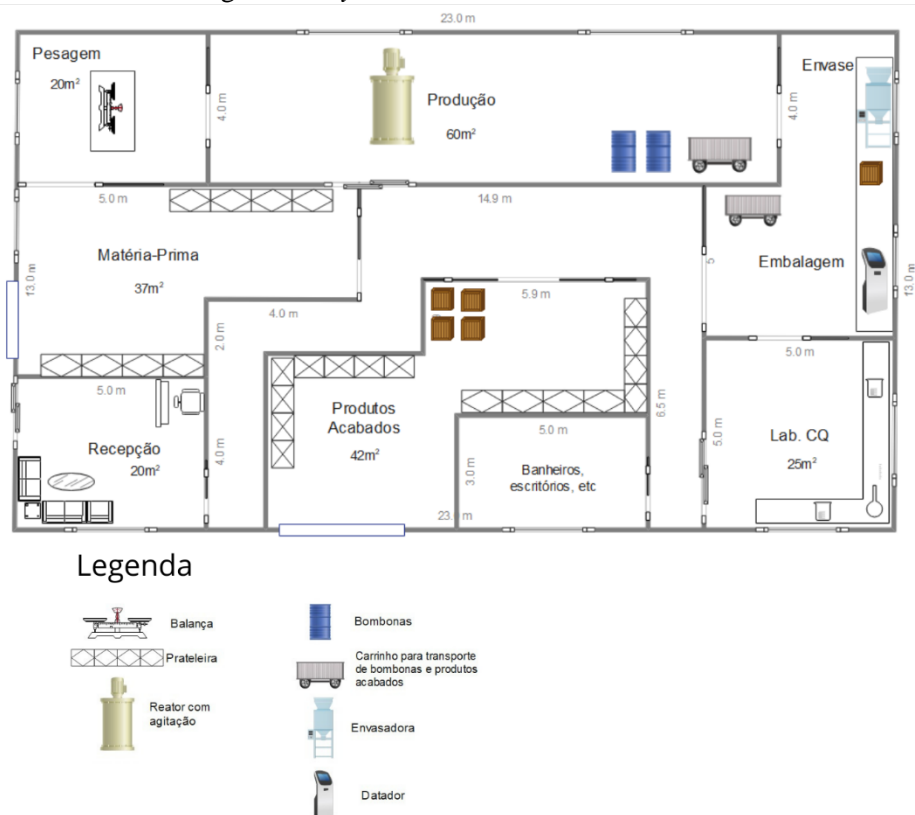 23.0 m
Pesagem
20m²
4.0 m
Produção
60m²
4.0 m
Envase
5.0 m
14.9 m
Matéria-Prima
37m²
13.0 m
4.0 m
2.0 m
5.9 m
5
Embalagem
13.0 m
5.0 m
Recepção
20m²
4.0 m
Produtos
Acabados
42m²
5.0 m
3.0 m
Banheiros,
escritórios, etc
6.5 m
5.0 m
5.0 m
Lab. CQ
25m²
Legenda
Balança
Prateleira
Reator com
agitação
Bombonas
Carrinho para transporte
de bombonas e produtos
acabados
Envasadora
Datador